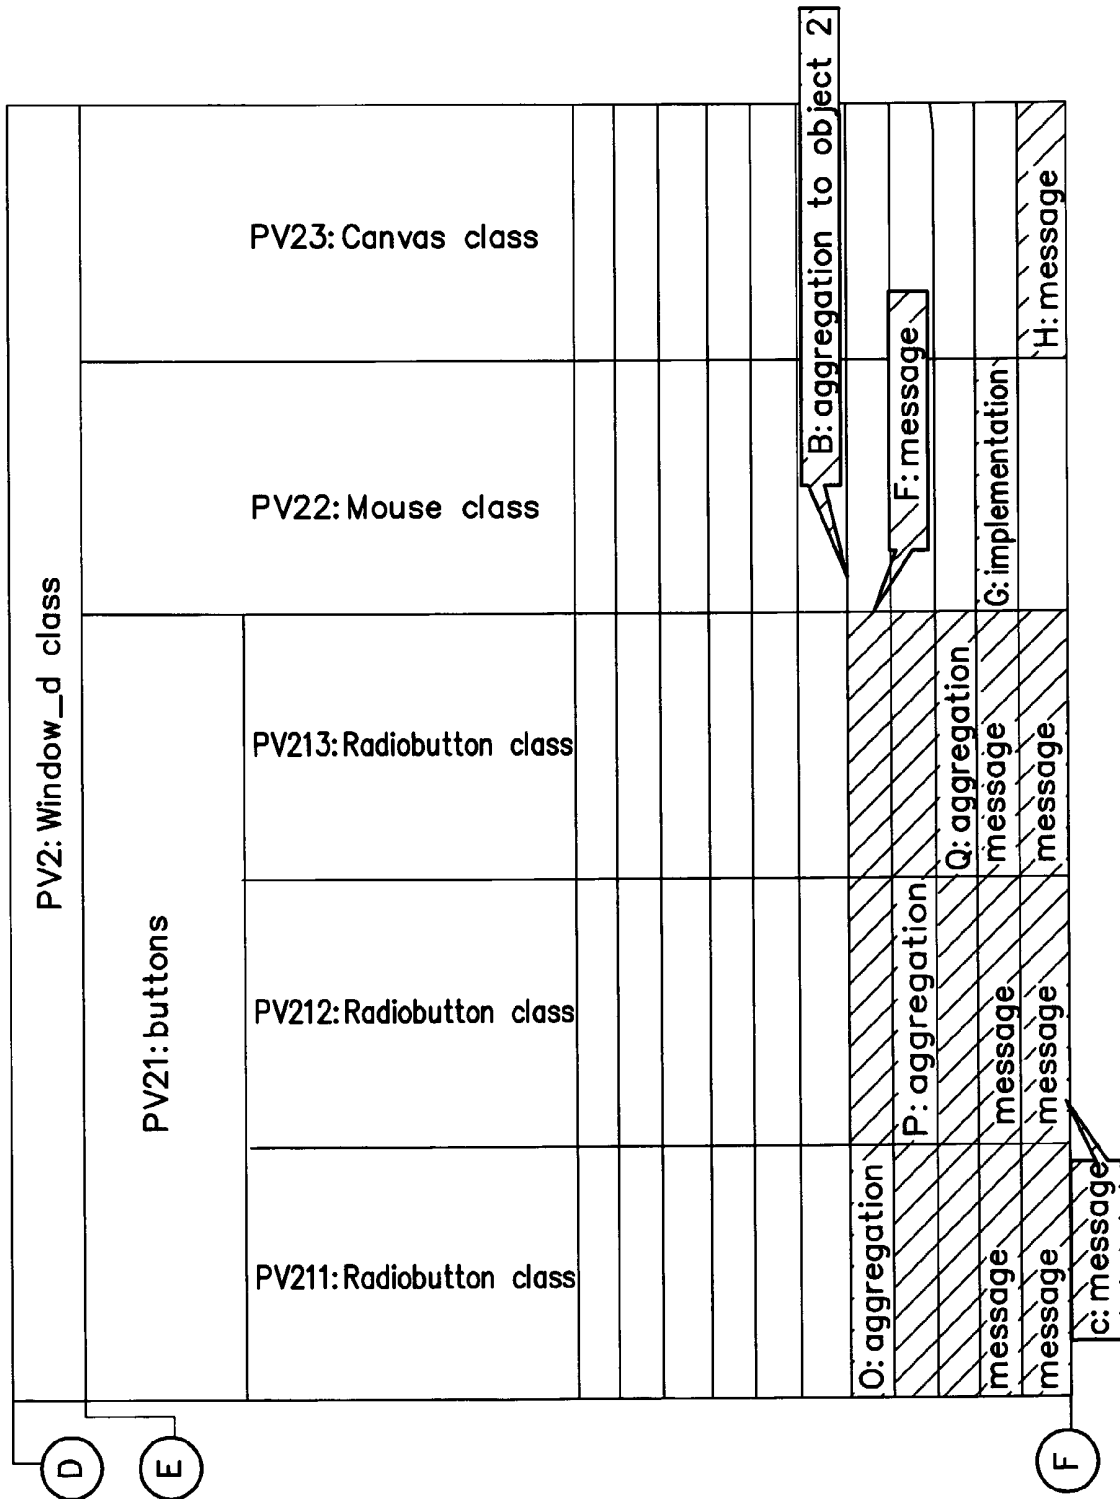 D
E
F
PV2: Window_d class
PV21: buttons
PV211: Radiobutton class
PV212: Radiobutton class
PV213: Radiobutton class
PV22: Mouse class
PV23: Canvas class
B: aggregation to object 2
O: aggregation
F: message
P: aggregation
Q: aggregation
message
message
message
G: implementation
message
message
message
H: message
c: message